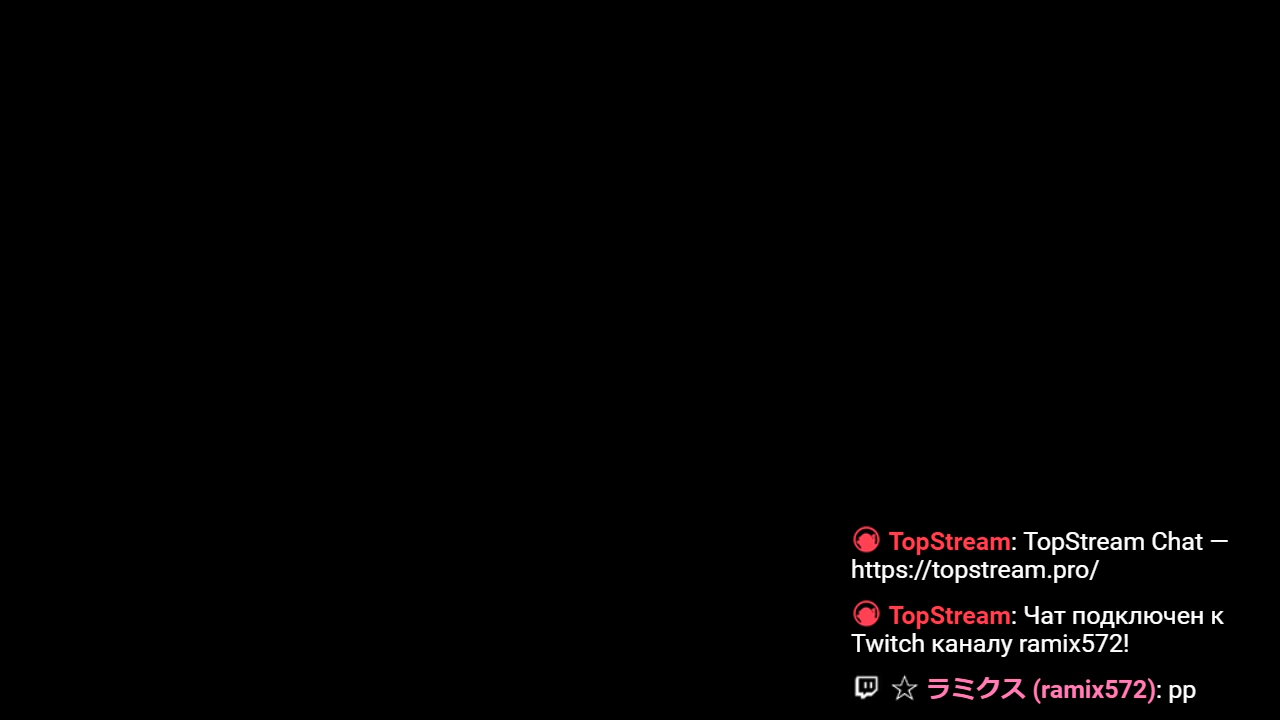 TopStream: TopStream Chat —
https://topstream.pro/
TopStream: Чат подключен к
Twitch каналу ramix572!
☆ ラミクス (ramix572): pp